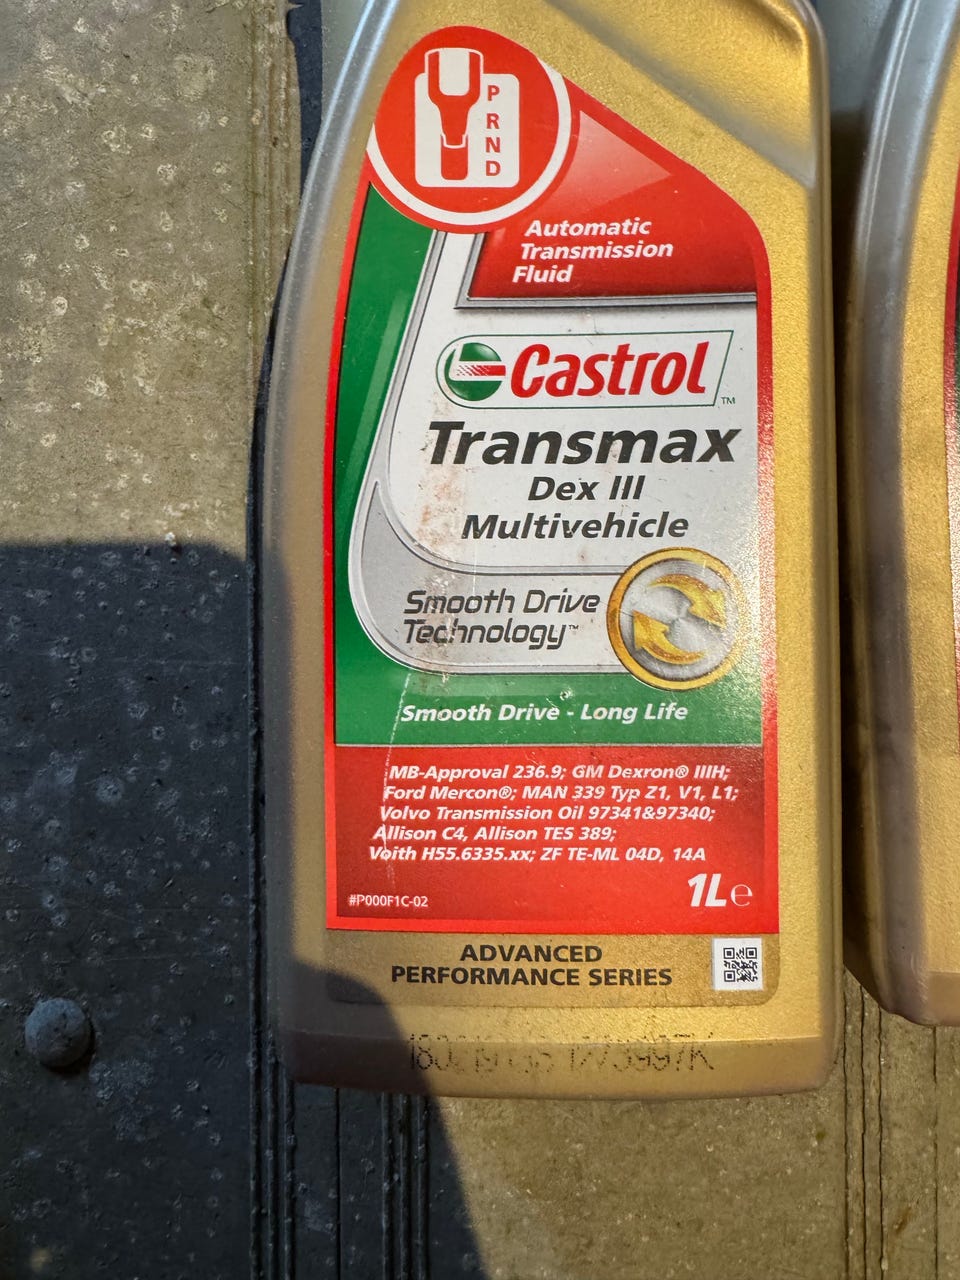 P
R
N
D
Automatic
Transmission
Fluid
Castrol
TM
Transmax
Dex III
Multivehicle
Smooth Drive
Technology™
Smooth Drive - Long Life
MB-Approval 236.9; GM Dexron® IIIH;
Ford Mercon®; MAN 339 Typ Z1, V1, L1;
Volvo Transmission Oil 97341&97340;
Allison C4, Allison TES 389;
Voith H55.6335.xx; ZF TE-ML 04D, 14A
1L e
#P000F1C-02
ADVANCED
PERFORMANCE SERIES